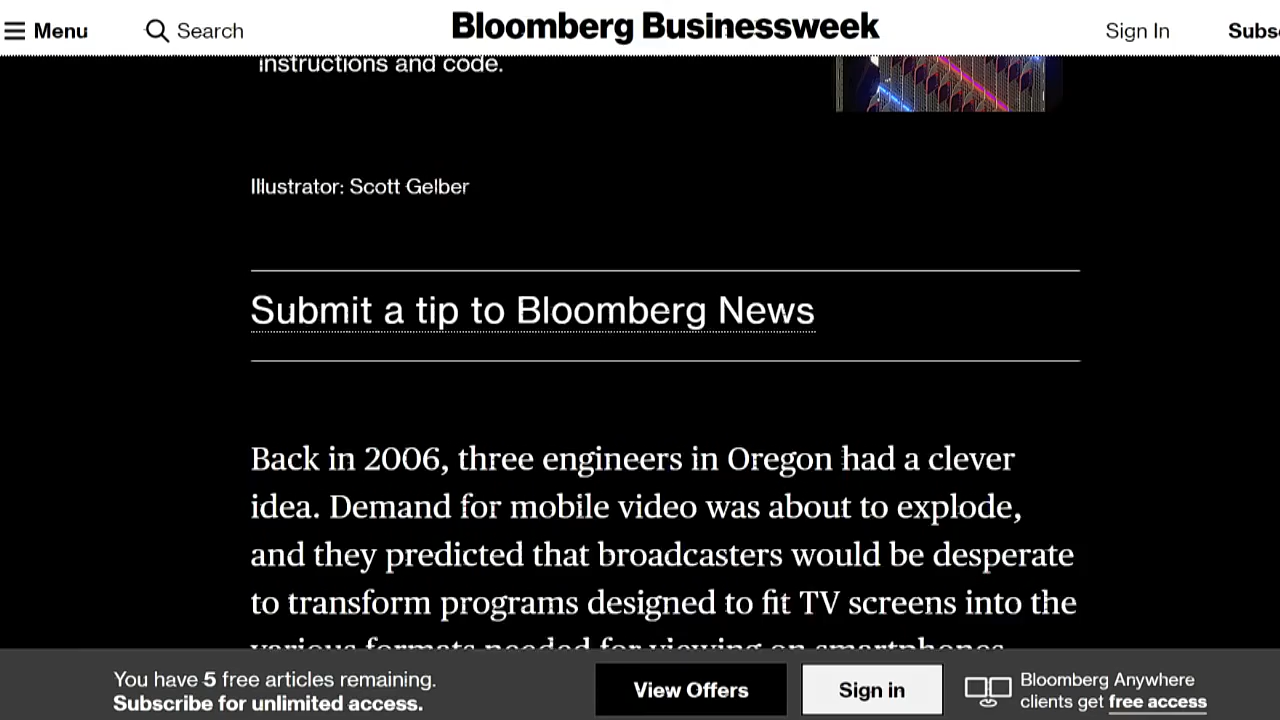 Menu
Search
Bloomberg Businessweek
Sign In
Subs
instructions and code.
Illustrator: Scott Gelber
Submit a tip to Bloomberg News
Back in 2006, three engineers in Oregon had a clever
idea. Demand for mobile video was about to explode,
and they predicted that broadcasters would be desperate
to transform programs designed to fit TV screens into the
various formats needed for viewing on smartphones,
You have 5 free articles remaining.
Subscribe for unlimited access.
View Offers
Sign in
Bloomberg Anywhere
clients get free access